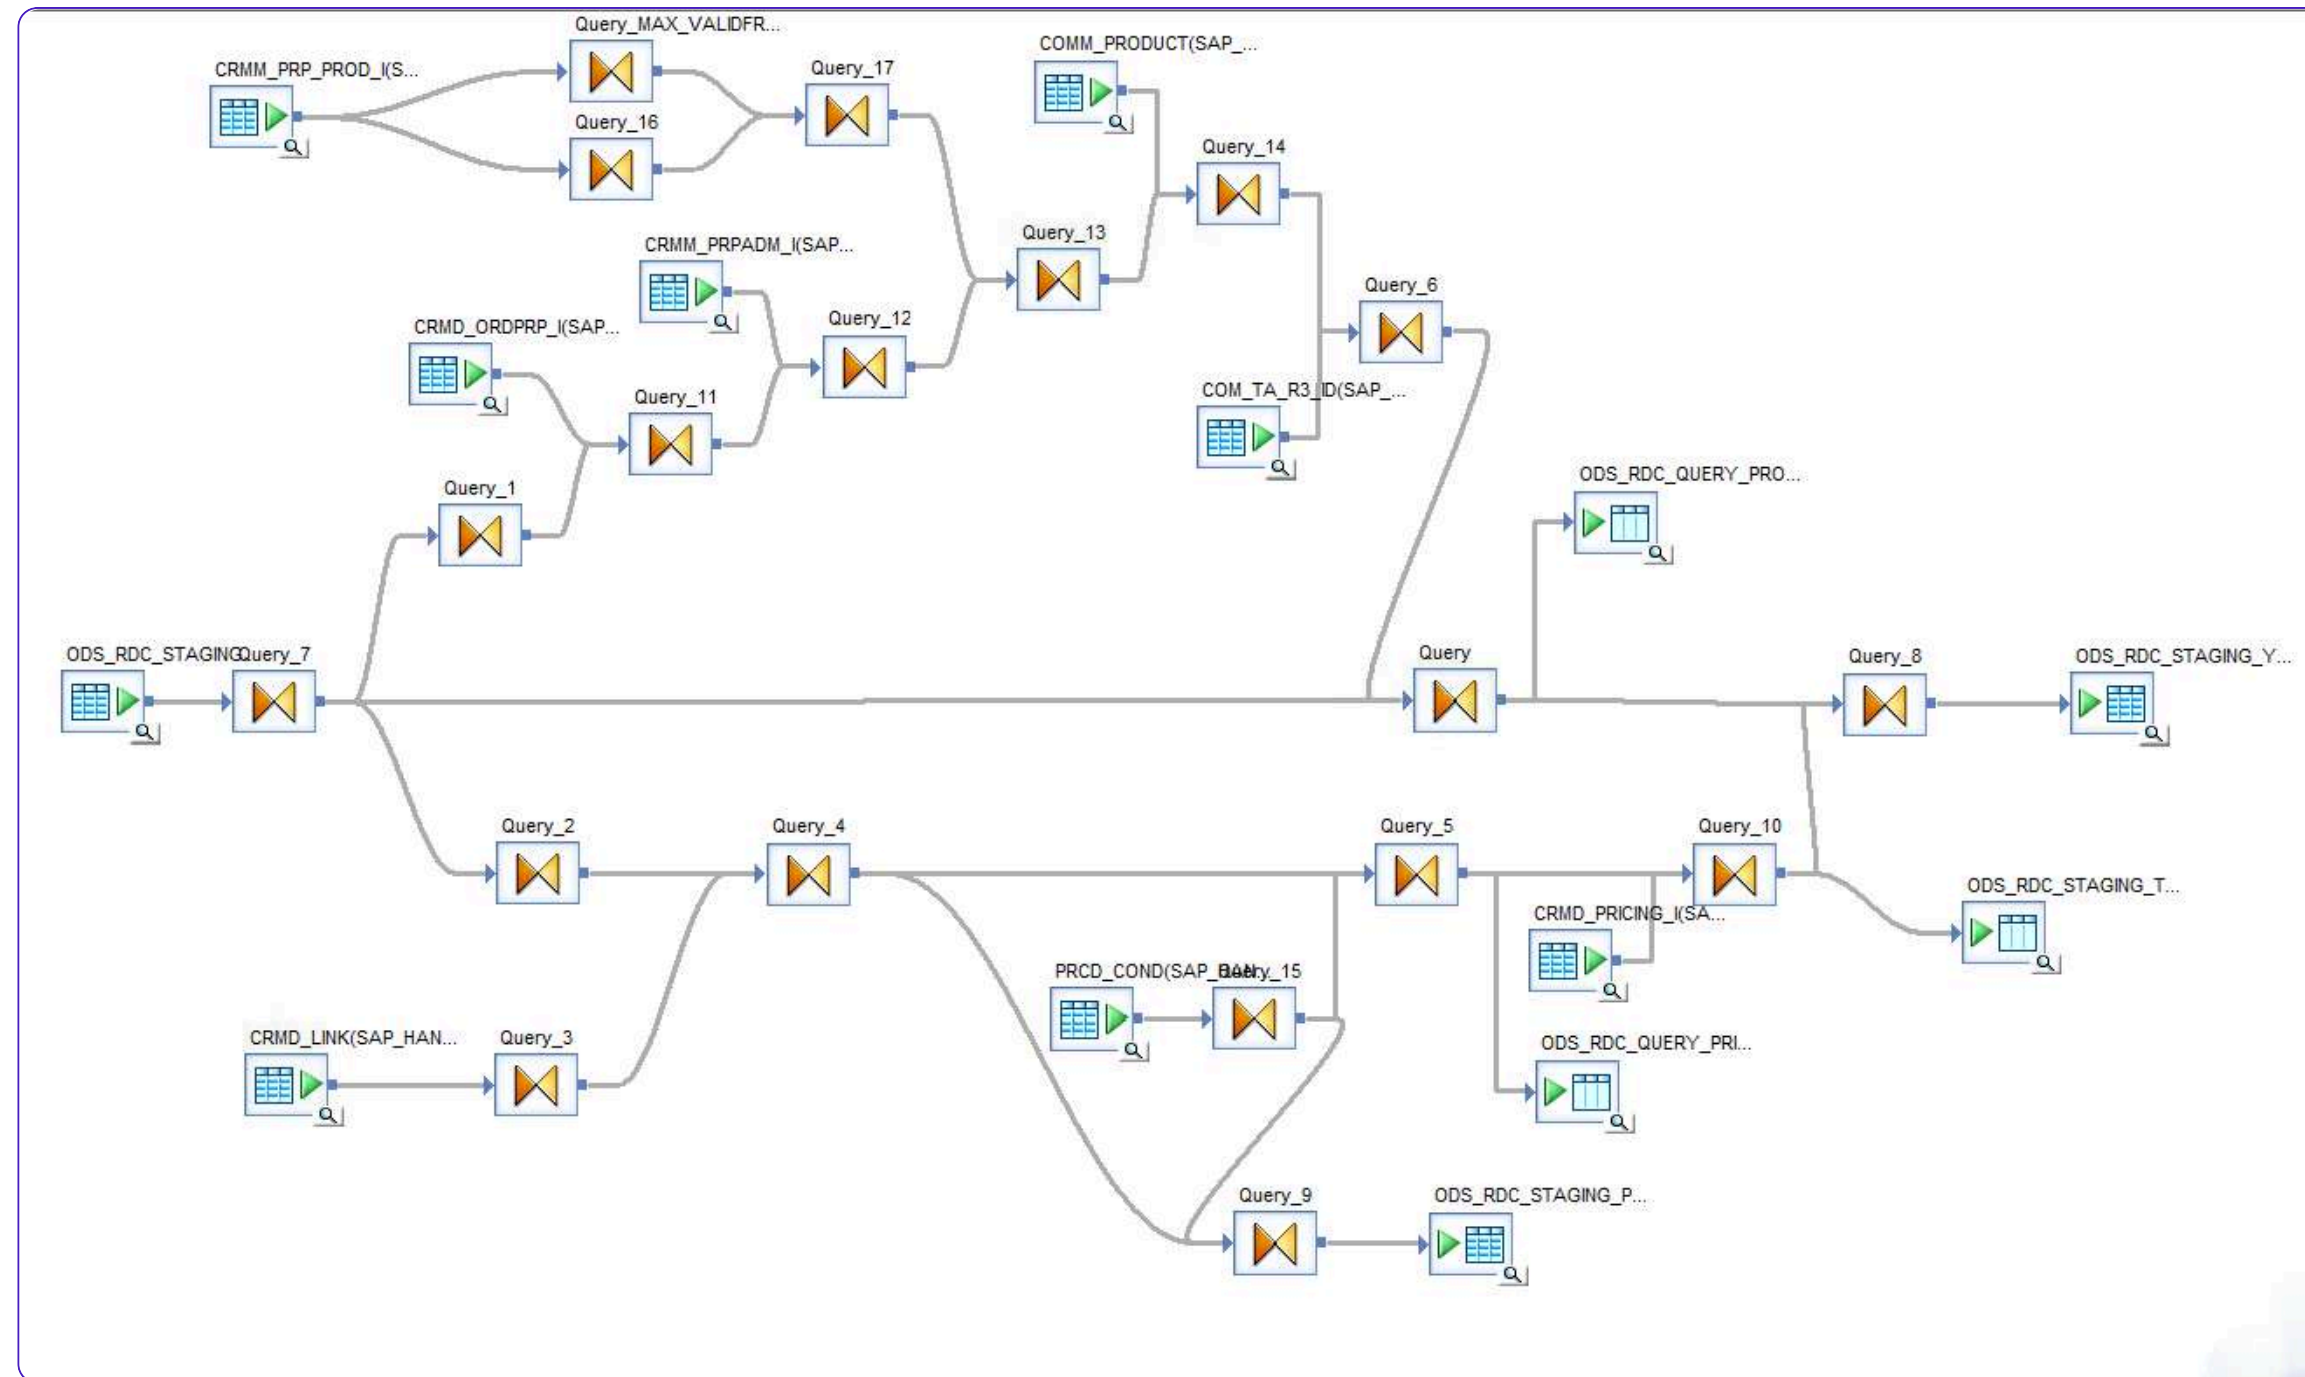 Query_MAX_VALIDFR...
COMM_PRODUCT(SAP_...
CRMM_PRP_PROD_I(S...
Query_17
Query_16
Query_14
CRMM_PRPADM_I(SAP...
Query_13
Query_6
CRMD_ORDPRP_I(SAP...
Query_12
COM_TA_R3_ID(SAP_...
Query_11
ODS_RDC_QUERY_PRO...
Query_1
ODS_RDC_STAGING
Query_7
Query
Query_8
ODS_RDC_STAGING_Y...
Query_2
Query_4
Query_5
Query_10
ODS_RDC_STAGING_T...
CRMD_PRICING_I(SA...
PRCD_COND(SAP_HAN...
Query_15
CRMD_LINK(SAP_HAN...
Query_3
ODS_RDC_QUERY_PRI...
Query_9
ODS_RDC_STAGING_P...